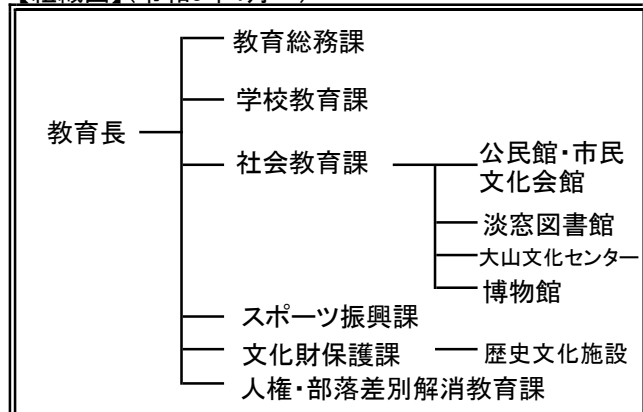 教育総務課
学校教育課
教育長
社会教育課
公民館・市民
文化会館
淡窓図書館
大山文化センター
博物館
スポーツ振興課
文化財保護課
歴史文化施設
人権・部落差別解消教育課